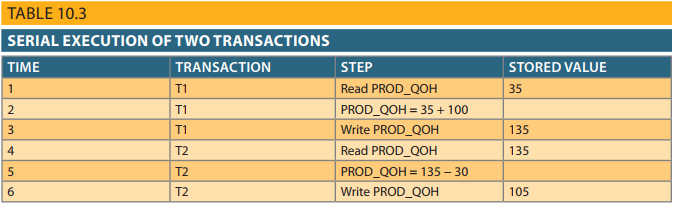 TABLE 10.3
SERIAL EXECUTION OF TWO TRANSACTIONS
TIME TRANSACTION STEP STORED VALUE
1 T1 Read PROD_QOH 35
2 T1 PROD_QOH = 35 + 100
3 T1 Write PROD_QOH 135
4 T2 Read PROD_QOH 135
5 T2 PROD_QOH = 135 − 30
6 T2 Write PROD_QOH 105